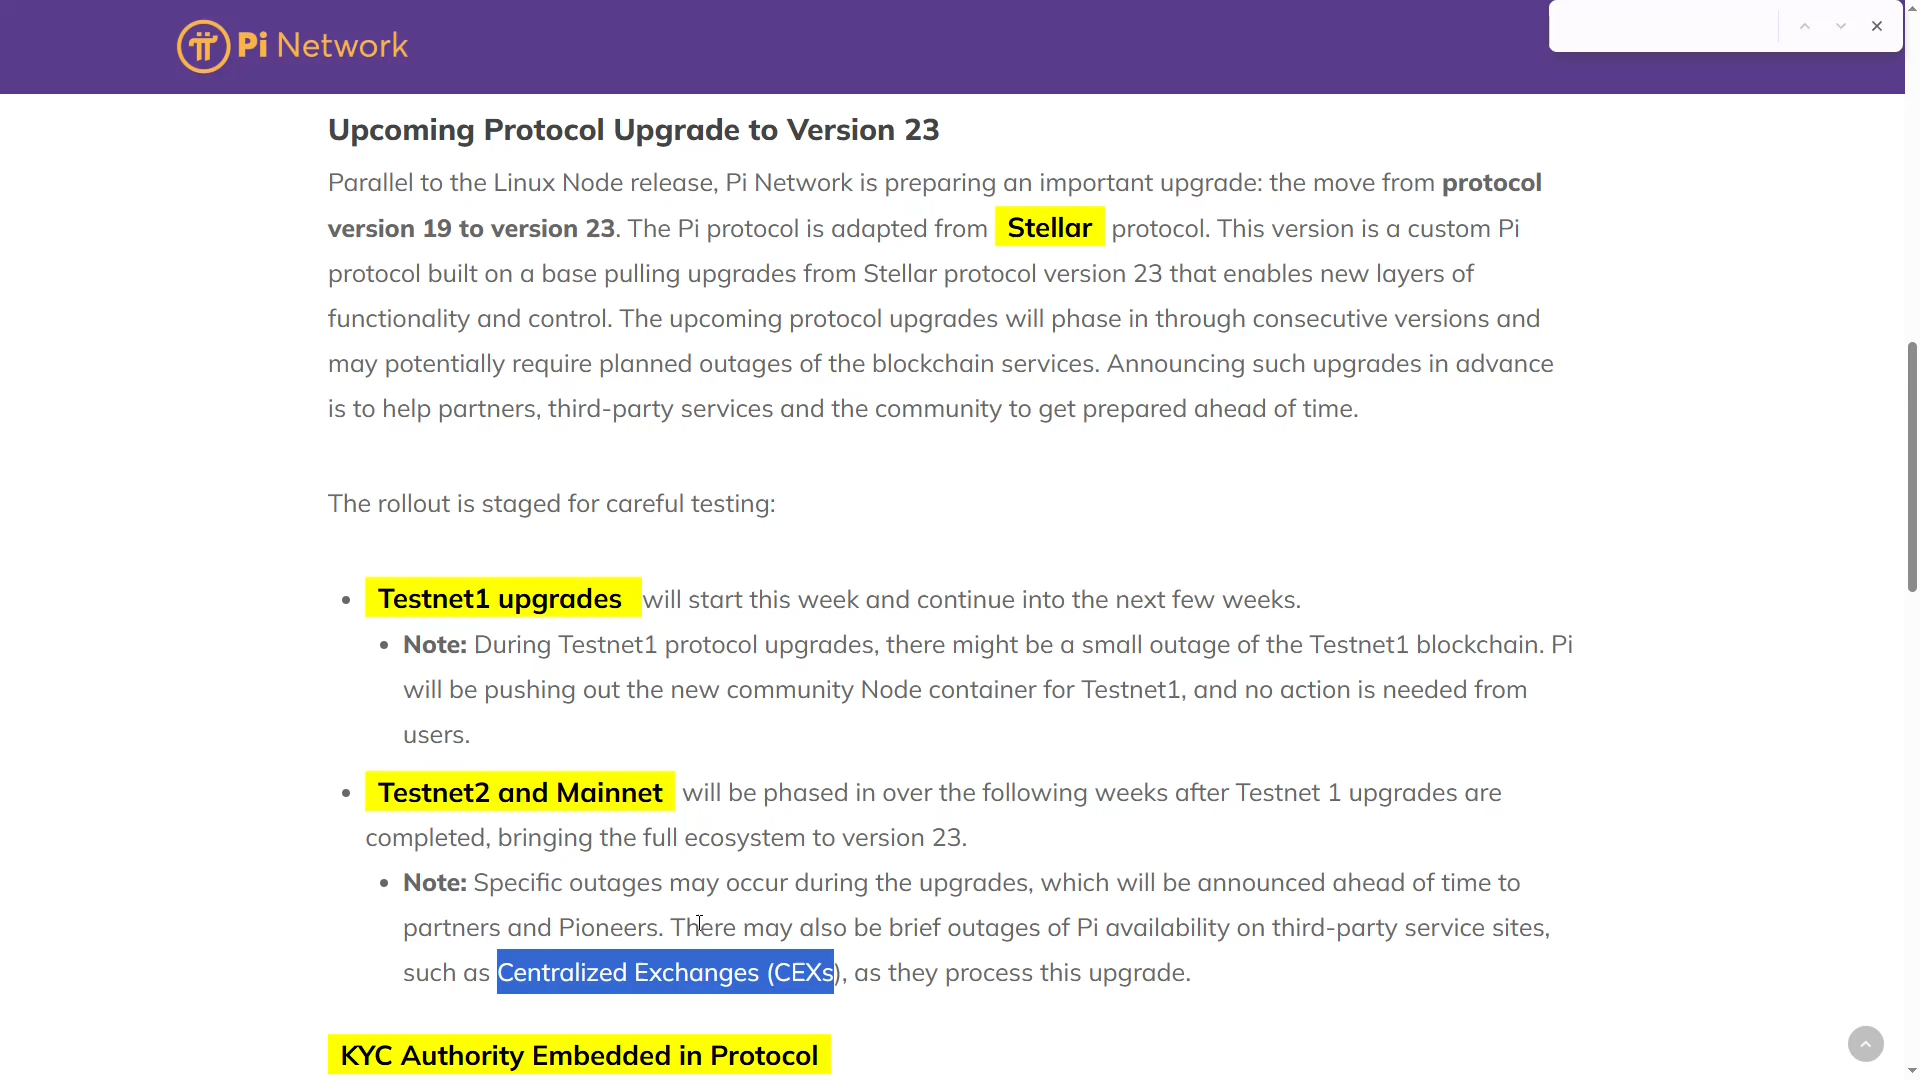 Pi Network
Upcoming Protocol Upgrade to Version 23
Parallel to the Linux Node release, Pi Network is preparing an important upgrade: the move from protocol
version 19 to version 23. The Pi protocol is adapted from Stellar protocol. This version is a custom Pi
protocol built on a base pulling upgrades from Stellar protocol version 23 that enables new layers of
functionality and control. The upcoming protocol upgrades will phase in through consecutive versions and
may potentially require planned outages of the blockchain services. Announcing such upgrades in advance
is to help partners, third-party services and the community to get prepared ahead of time.
The rollout is staged for careful testing:
• Testnet1 upgrades will start this week and continue into the next few weeks.
• Note: During Testnet1 protocol upgrades, there might be a small outage of the Testnet1 blockchain. Pi
will be pushing out the new community Node container for Testnet1, and no action is needed from
users.
• Testnet2 and Mainnet will be phased in over the following weeks after Testnet 1 upgrades are
completed, bringing the full ecosystem to version 23.
• Note: Specific outages may occur during the upgrades, which will be announced ahead of time to
partners and Pioneers. There may also be brief outages of Pi availability on third-party service sites,
such as Centralized Exchanges (CEXs), as they process this upgrade.
KYC Authority Embedded in Protocol